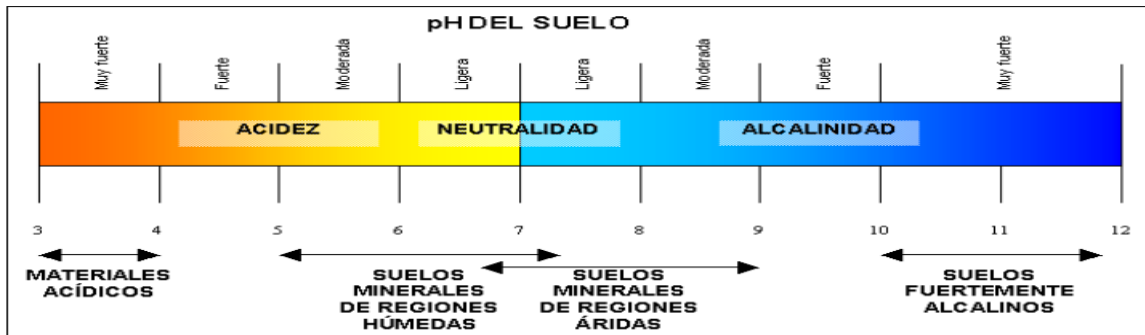 pH DEL SUELO
Muy fuerte
Fuerte
Moderada
Ligera
Ligera
Moderada
Fuerte
Muy fuerte
ACIDEZ
NEUTRALIDAD
ALCALINIDAD
3 4 5 6 7 8 9 10 11 12
MATERIALES
ACÍDICOS
SUELOS
MINERALES
DE REGIONES
HÚMEDAS
SUELOS
MINERALES
DE REGIONES
ÁRIDAS
SUELOS
FUERTEMENTE
ALCALINOS